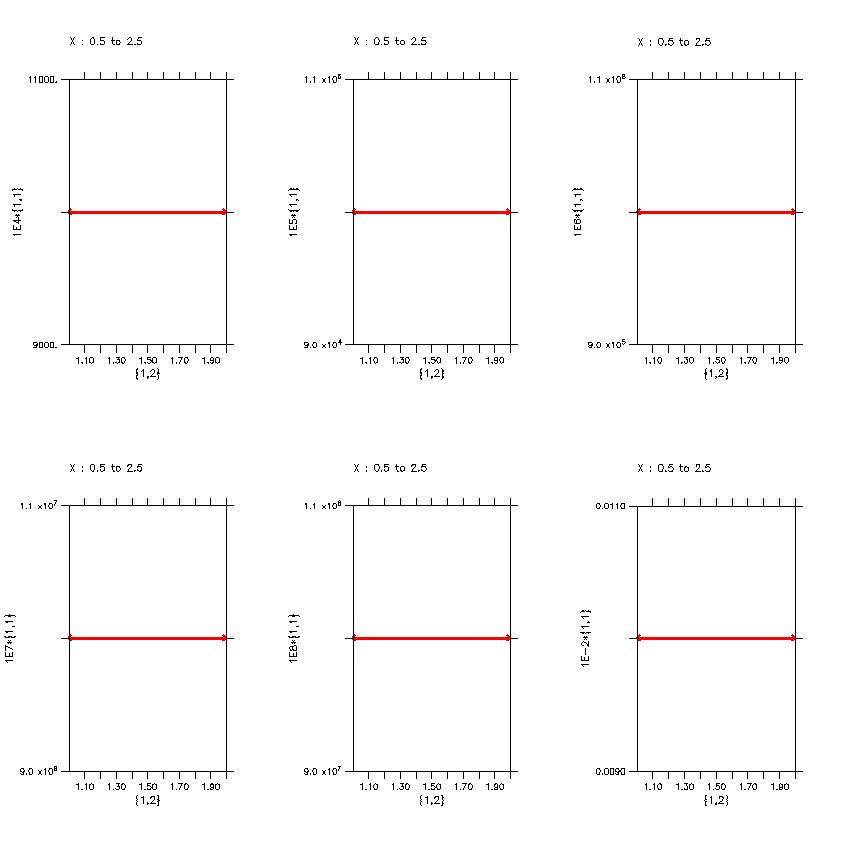 X : 0.5 to 2.5
11000.
1E4*{1,1}
9000.
1.10 1.30 1.50 1.70 1.90
{1,2}
X : 0.5 to 2.5
1.1 x10⁵
1E5*{1,1}
9.0 x10⁴
1.10 1.30 1.50 1.70 1.90
{1,2}
X : 0.5 to 2.5
1.1 x10⁶
1E6*{1,1}
9.0 x10⁵
1.10 1.30 1.50 1.70 1.90
{1,2}
X : 0.5 to 2.5
1.1 x10⁷
1E7*{1,1}
9.0 x10⁶
1.10 1.30 1.50 1.70 1.90
{1,2}
X : 0.5 to 2.5
1.1 x10⁸
1E8*{1,1}
9.0 x10⁷
1.10 1.30 1.50 1.70 1.90
{1,2}
X : 0.5 to 2.5
0.0110
1E-2*{1,1}
0.0090
1.10 1.30 1.50 1.70 1.90
{1,2}